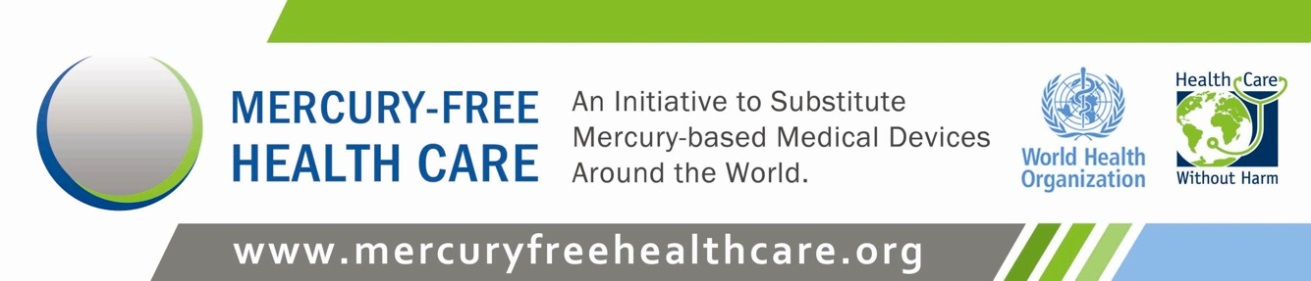 MERCURY-FREE
HEALTH CARE
An Initiative to Substitute
Mercury-based Medical Devices
Around the World.
World Health
Organization
Health Care
Without Harm
www.mercuryfreehealthcare.org